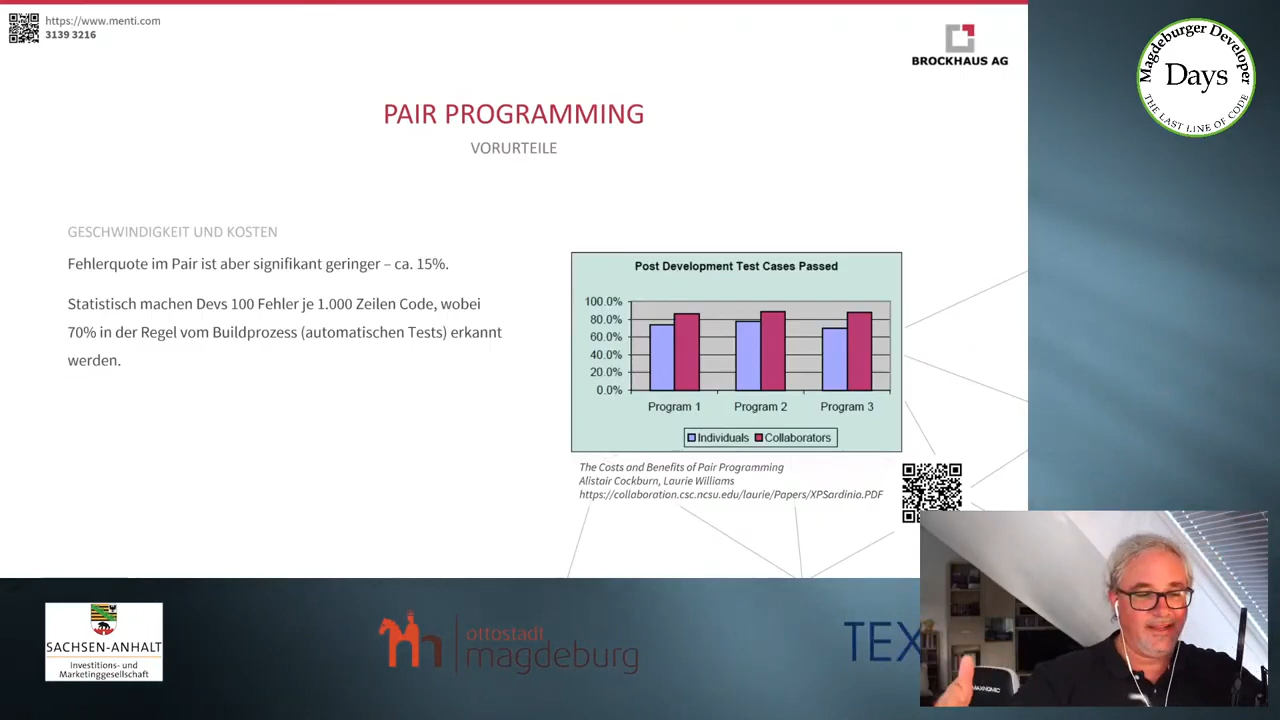 https://www.menti.com
3139 3216
BROCKHAUS AG
Magdeburger Developer
Days
THE LAST LINE OF CODE
PAIR PROGRAMMING
VORURTEILE
GESCHWINDIGKEIT UND KOSTEN
Fehlerquote im Pair ist aber signifikant geringer – ca. 15%.
Statistisch machen Devs 100 Fehler je 1.000 Zeilen Code, wobei
70% in der Regel vom Buildprozess (automatischen Tests) erkannt
werden.
Post Development Test Cases Passed
100.0%
80.0%
60.0%
40.0%
20.0%
0.0%
Program 1 Program 2 Program 3
Individuals Collaborators
The Costs and Benefits of Pair Programming
Alistair Cockburn, Laurie Williams
https://collaboration.csc.ncsu.edu/laurie/Papers/XPSardinia.PDF
SACHSEN-ANHALT
Investitions- und
Marketinggesellschaft
ottostadt
magdeburg
TEX
MAXNOMIC